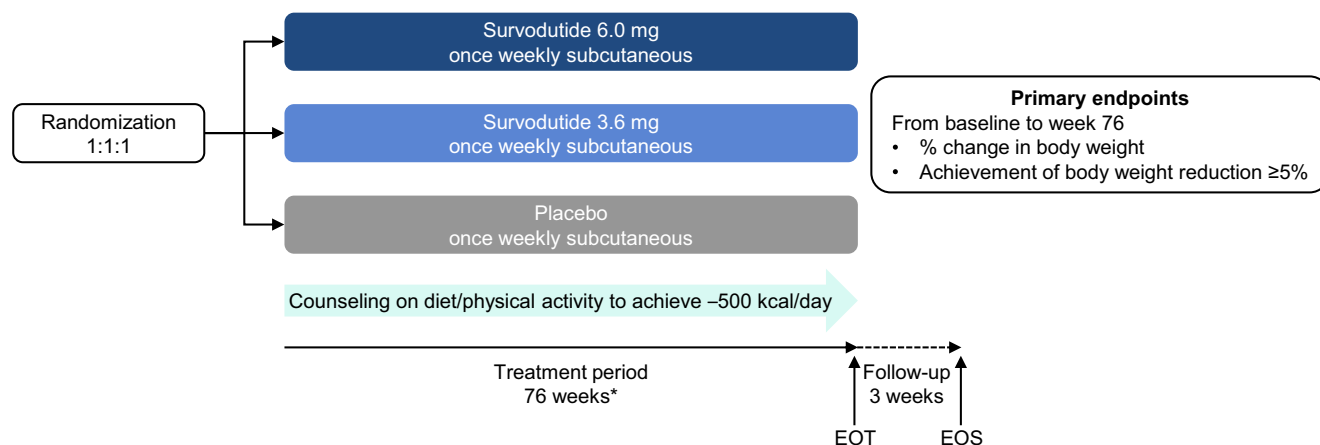 Randomization
1:1:1
Survodutide 6.0 mg
once weekly subcutaneous
Survodutide 3.6 mg
once weekly subcutaneous
Placebo
once weekly subcutaneous
Counseling on diet/physical activity to achieve –500 kcal/day
Primary endpoints
From baseline to week 76
• % change in body weight
• Achievement of body weight reduction ≥5%
Treatment period
76 weeks*
Follow-up
3 weeks
EOT
EOS